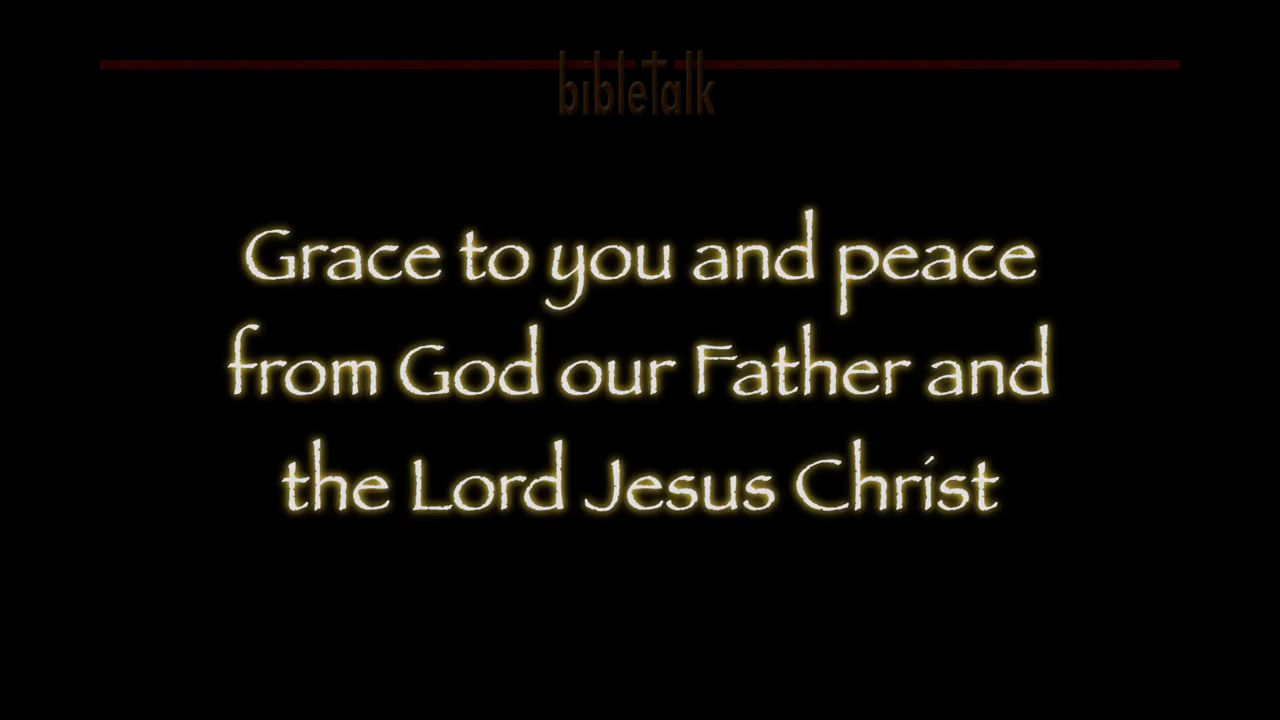 bibletalk
Grace to you and peace
from God our Father and
the Lord Jesus Christ